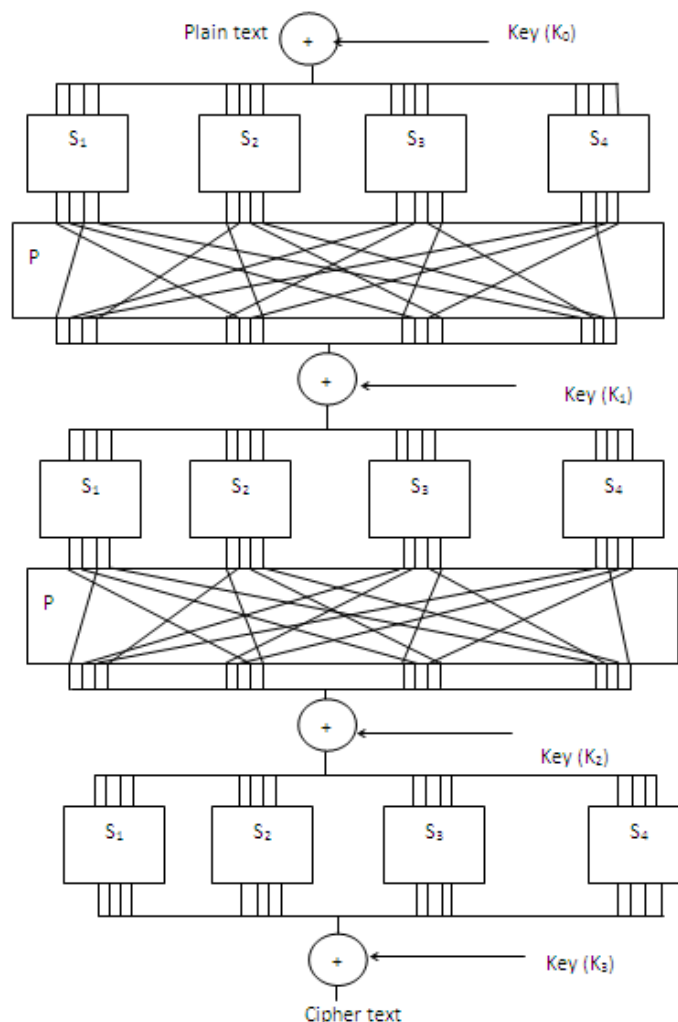 Plain text + Key (K₀)
S₁ S₂ S₃ S₄
P
+ Key (K₁)
S₁ S₂ S₃ S₄
P
+ Key (K₂)
S₁ S₂ S₃ S₄
+ Key (K₃)
Cipher text